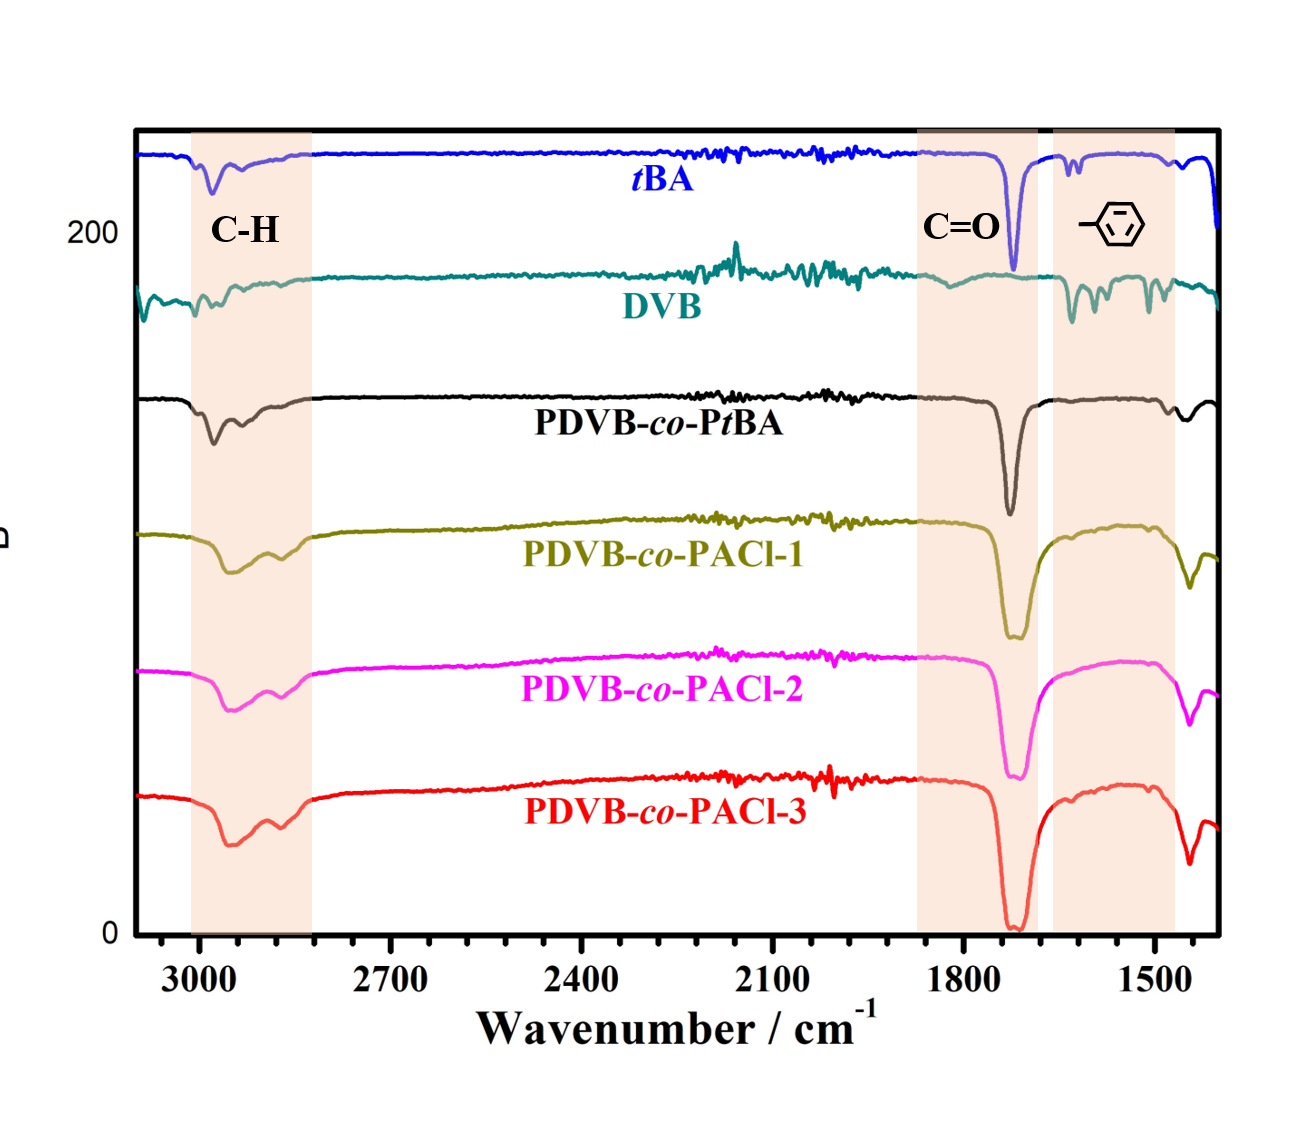 tBA
200
C-H
C=O
DVB
PDVB-co-PtBA
PDVB-co-PACl-1
PDVB-co-PACl-2
PDVB-co-PACl-3
0
3000 2700 2400 2100 1800 1500
Wavenumber / cm-1